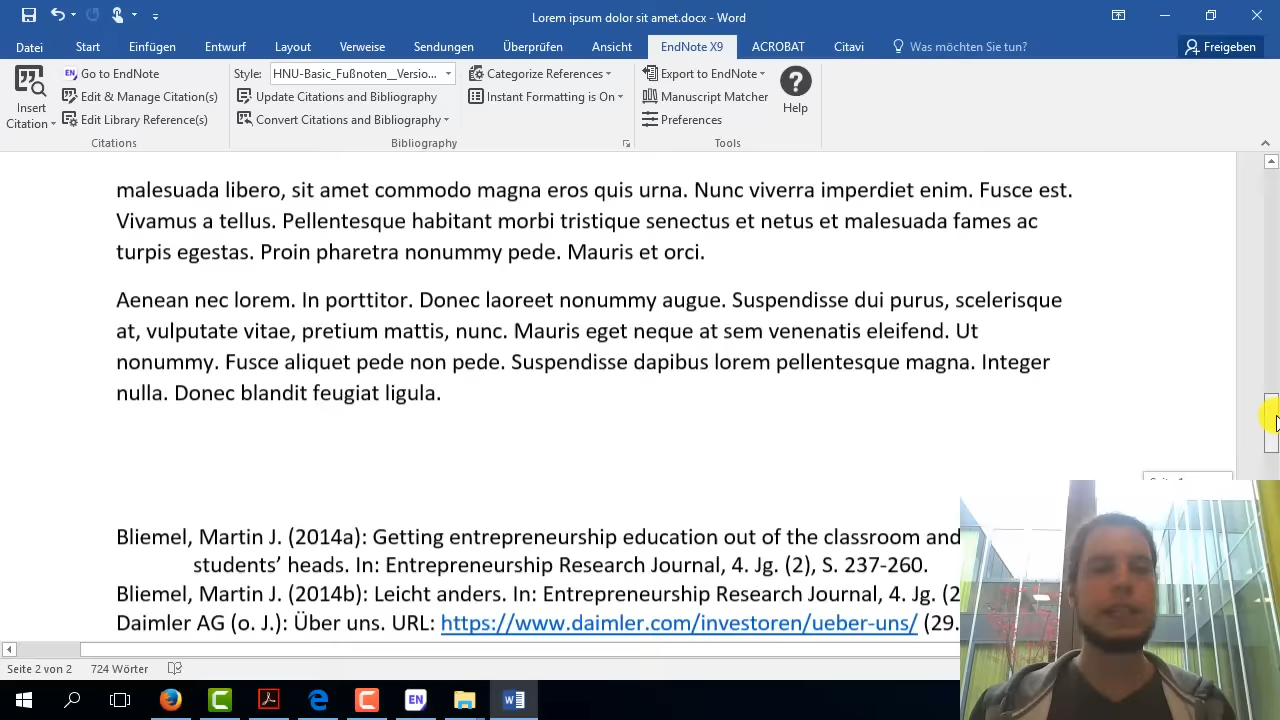 Lorem ipsum dolor sit amet.docx - Word
Datei Start Einfügen Entwurf Layout Verweise Sendungen Überprüfen Ansicht EndNote X9 ACROBAT Citavi Was möchten Sie tun? Freigeben
EN Go to EndNote Style: HNU-Basic_Fußnoten__Versio... Categorize References Export to EndNote
Insert Citation Edit & Manage Citation(s) Update Citations and Bibliography Instant Formatting is On Manuscript Matcher Help
Edit Library Reference(s) Convert Citations and Bibliography Preferences
Citations Bibliography Tools
malesuada libero, sit amet commodo magna eros quis urna. Nunc viverra imperdiet enim. Fusce est.
Vivamus a tellus. Pellentesque habitant morbi tristique senectus et netus et malesuada fames ac
turpis egestas. Proin pharetra nonummy pede. Mauris et orci.
Aenean nec lorem. In porttitor. Donec laoreet nonummy augue. Suspendisse dui purus, scelerisque
at, vulputate vitae, pretium mattis, nunc. Mauris eget neque at sem venenatis eleifend. Ut
nonummy. Fusce aliquet pede non pede. Suspendisse dapibus lorem pellentesque magna. Integer
nulla. Donec blandit feugiat ligula.
Bliemel, Martin J. (2014a): Getting entrepreneurship education out of the classroom and
students’ heads. In: Entrepreneurship Research Journal, 4. Jg. (2), S. 237-260.
Bliemel, Martin J. (2014b): Leicht anders. In: Entrepreneurship Research Journal, 4. Jg. (2
Daimler AG (o. J.): Über uns. URL: https://www.daimler.com/investoren/ueber-uns/ (29.
Seite 2 von 2 724 Wörter
EN